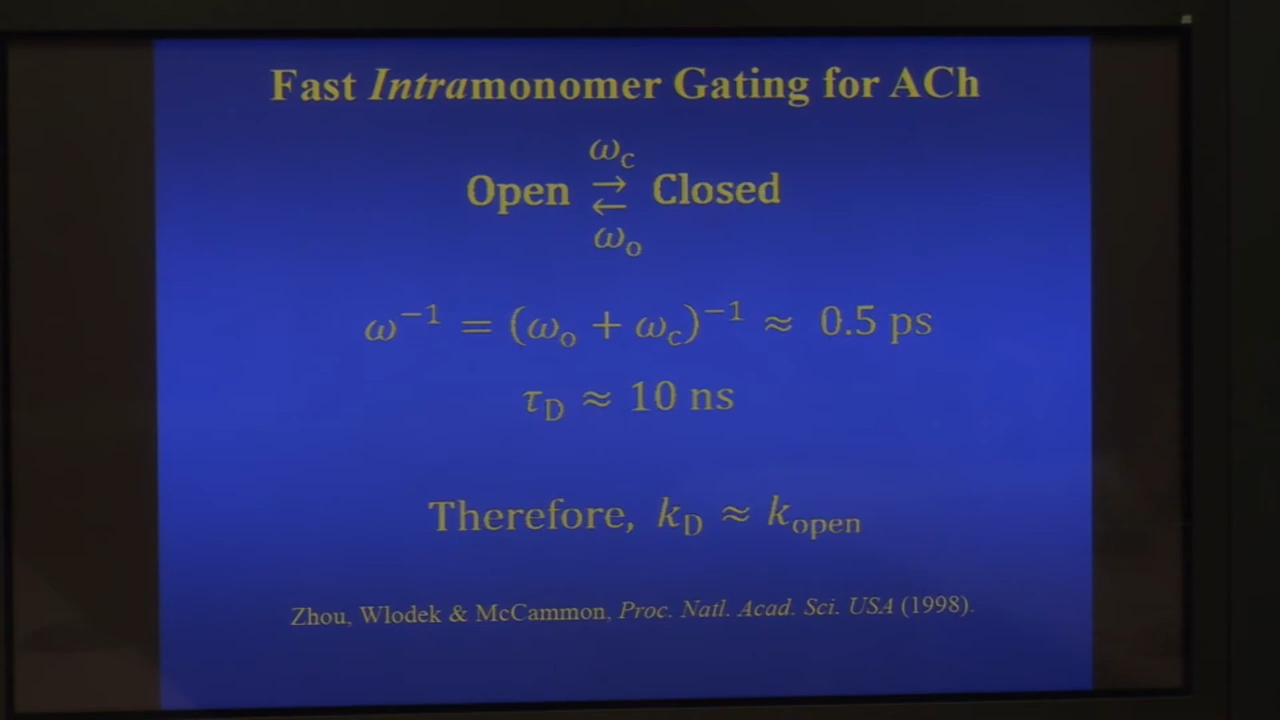 Fast Intramonomer Gating for ACh
ω_c
Open ⇄ Closed
ω_o
ω⁻¹ = (ω_o + ω_c)⁻¹ ≈ 0.5 ps
τ_D ≈ 10 ns
Therefore, k_D ≈ k_open
Zhou, Wlodek & McCammon, Proc. Natl. Acad. Sci. USA (1998).